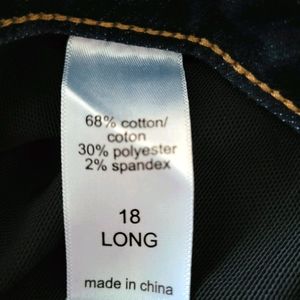 68% cotton/
coton
30% polyester
2% spandex
18
LONG
made in china